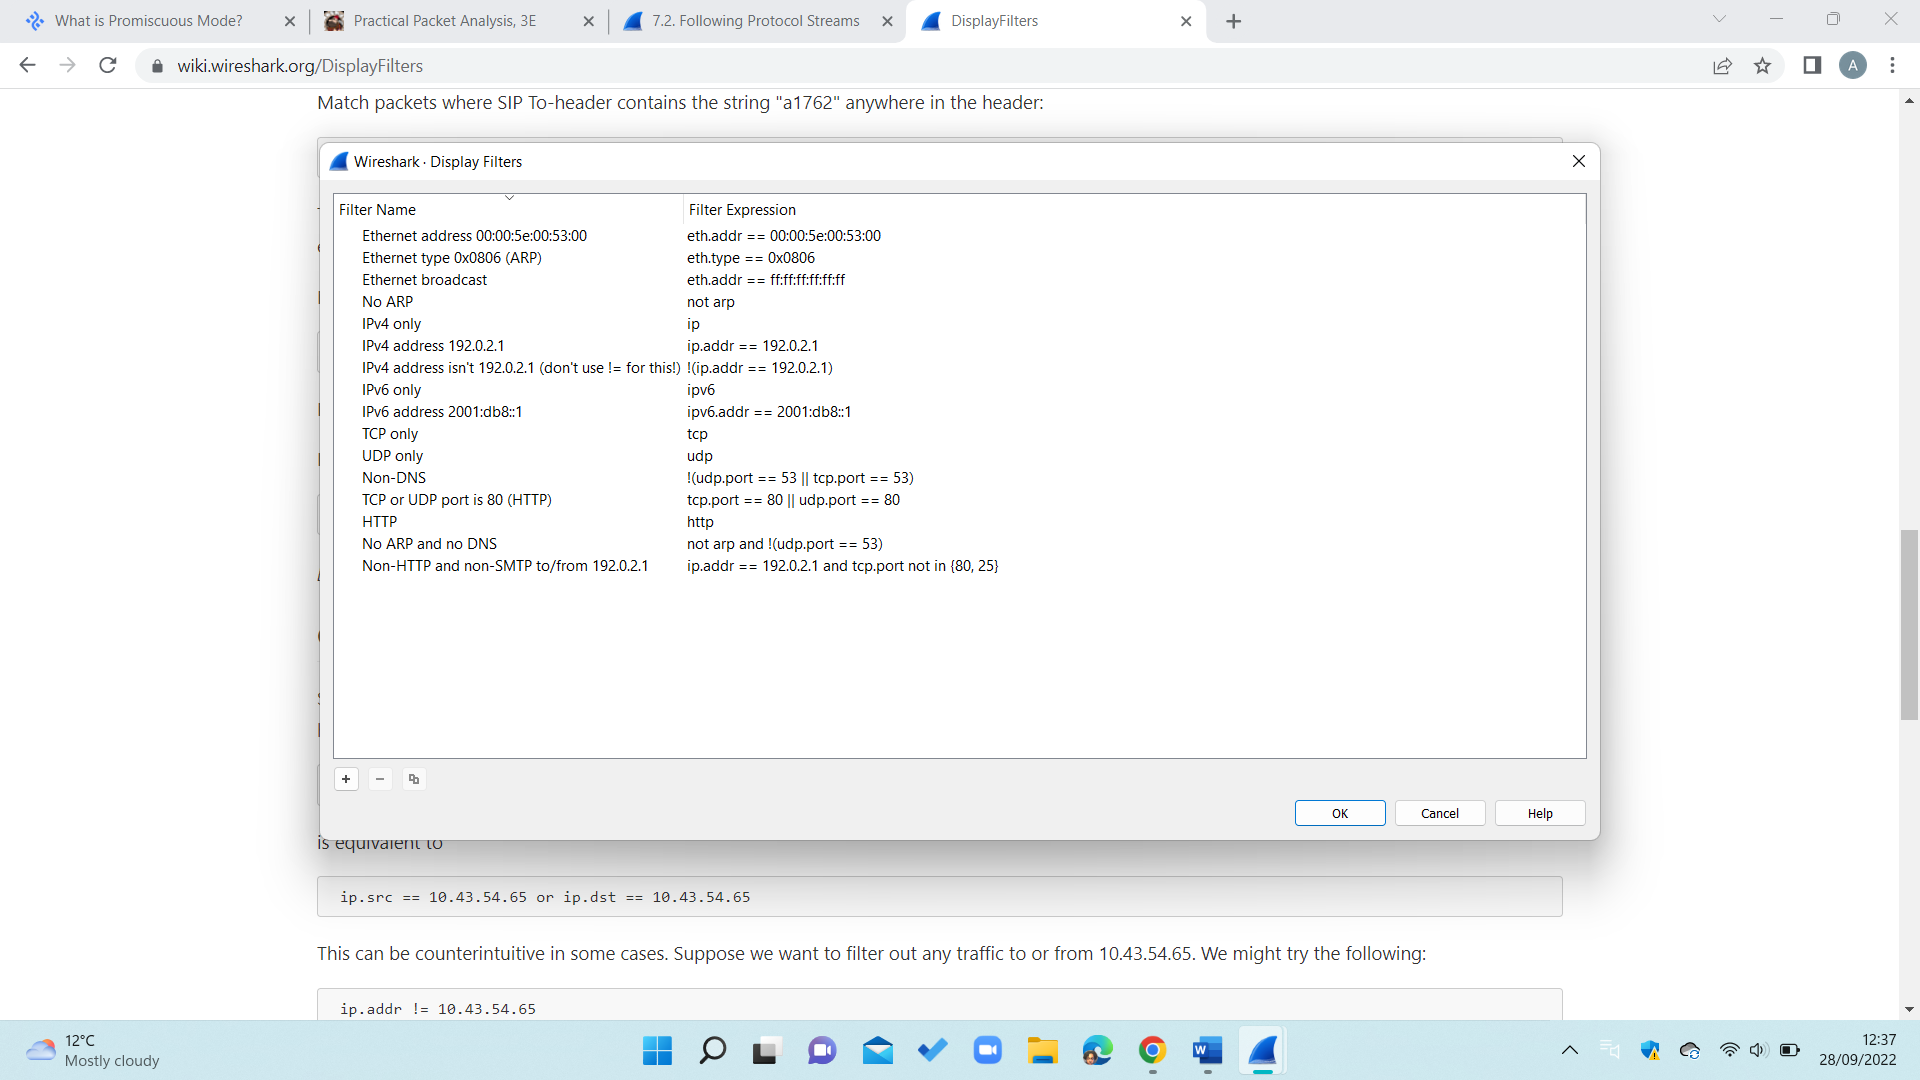 What is Promiscuous Mode?
Practical Packet Analysis, 3E
7.2. Following Protocol Streams
DisplayFilters
wiki.wireshark.org/DisplayFilters
A
Match packets where SIP To-header contains the string "a1762" anywhere in the header:
Wireshark · Display Filters
Filter Name Filter Expression
Ethernet address 00:00:5e:00:53:00 eth.addr == 00:00:5e:00:53:00
Ethernet type 0x0806 (ARP) eth.type == 0x0806
Ethernet broadcast eth.addr == ff:ff:ff:ff:ff:ff
No ARP not arp
IPv4 only ip
IPv4 address 192.0.2.1 ip.addr == 192.0.2.1
IPv4 address isn't 192.0.2.1 (don't use != for this!) !(ip.addr == 192.0.2.1)
IPv6 only ipv6
IPv6 address 2001:db8::1 ipv6.addr == 2001:db8::1
TCP only tcp
UDP only udp
Non-DNS !(udp.port == 53 || tcp.port == 53)
TCP or UDP port is 80 (HTTP) tcp.port == 80 || udp.port == 80
HTTP http
No ARP and no DNS not arp and !(udp.port == 53)
Non-HTTP and non-SMTP to/from 192.0.2.1 ip.addr == 192.0.2.1 and tcp.port not in {80, 25}
OK Cancel Help
is equivalent to
ip.src == 10.43.54.65 or ip.dst == 10.43.54.65
This can be counterintuitive in some cases. Suppose we want to filter out any traffic to or from 10.43.54.65. We might try the following:
ip.addr != 10.43.54.65
12°C
Mostly cloudy
W
12:37
28/09/2022